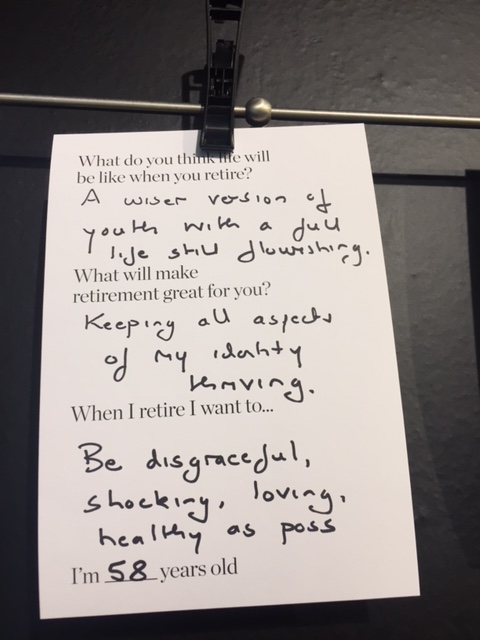 What do you think life will
be like when you retire?
A wiser version of
youth with a full
life still flourishing.
What will make
retirement great for you?
Keeping all aspects
of my identity
thriving.
When I retire I want to...
Be disgraceful,
shocking, loving,
healthy as poss
I'm 58 years old